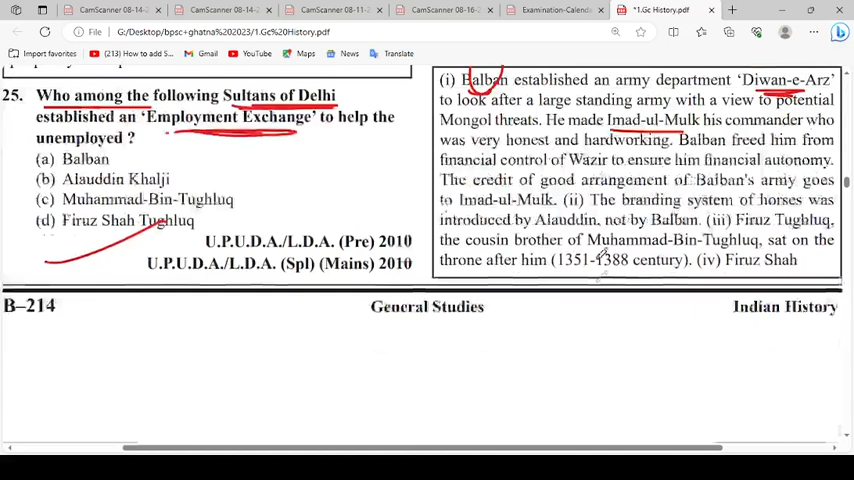 CamScanner 08-14-2
CamScanner 08-14-2
CamScanner 08-11-2
CamScanner 08-16-2
Examination-Calenda
*1.Gc History.pdf
File
G:/Desktop/bpsc+ghatna%202023/1.Gc%20History.pdf
Import favorites
(213) How to add S...
Gmail
YouTube
Maps
News
Translate
25. Who among the following Sultans of Delhi
established an 'Employment Exchange' to help the
unemployed ?
(a) Balban
(b) Alauddin Khalji
(c) Muhammad-Bin-Tughluq
(d) Firuz Shah Tughluq
U.P.U.D.A./L.D.A. (Pre) 2010
U.P.U.D.A./L.D.A. (Spl) (Mains) 2010
(i) Balban established an army department 'Diwan-e-Arz'
to look after a large standing army with a view to potential
Mongol threats. He made Imad-ul-Mulk his commander who
was very honest and hardworking. Balban freed him from
financial control of Wazir to ensure him financial autonomy.
The credit of good arrangement of Balban's army goes
to Imad-ul-Mulk. (ii) The branding system of horses was
introduced by Alauddin, not by Balban. (iii) Firuz Tughluq,
the cousin brother of Muhammad-Bin-Tughluq, sat on the
throne after him (1351-1388 century). (iv) Firuz Shah
B–214
General Studies
Indian History